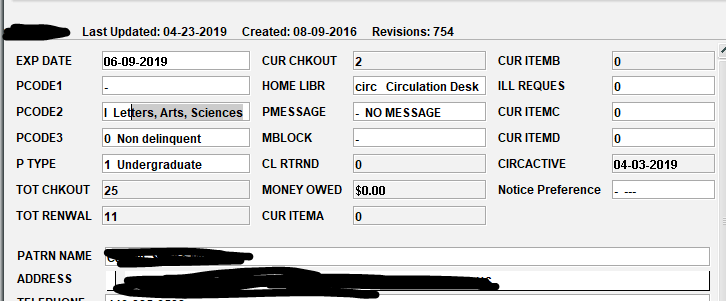 Last Updated: 04-23-2019 Created: 08-09-2016 Revisions: 754
EXP DATE 06-09-2019 CUR CHKOUT 2 CUR ITEMB 0
PCODE1 - HOME LIBR circ Circulation Desk ILL REQUES 0
PCODE2 l Letters, Arts, Sciences PMESSAGE - NO MESSAGE CUR ITEMC 0
PCODE3 0 Non delinquent MBLOCK - CUR ITEMD 0
P TYPE 1 Undergraduate CL RTRND 0 CIRCACTIVE 04-03-2019
TOT CHKOUT 25 MONEY OWED $0.00 Notice Preference - ---
TOT RENWAL 11 CUR ITEMA 0
PATRN NAME
ADDRESS
TELEPHONE